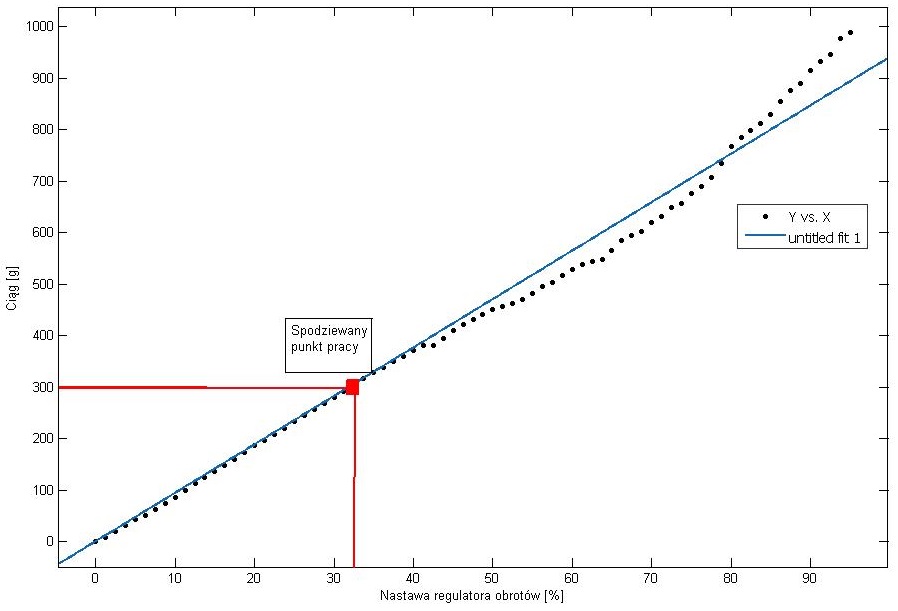 1000
900
800
700
600
500
400
300
200
100
0
Ciąg [g]
Spodziewany
punkt pracy
Y vs. X
untitled fit 1
0 10 20 30 40 50 60 70 80 90
Nastawa regulatora obrotów [%]